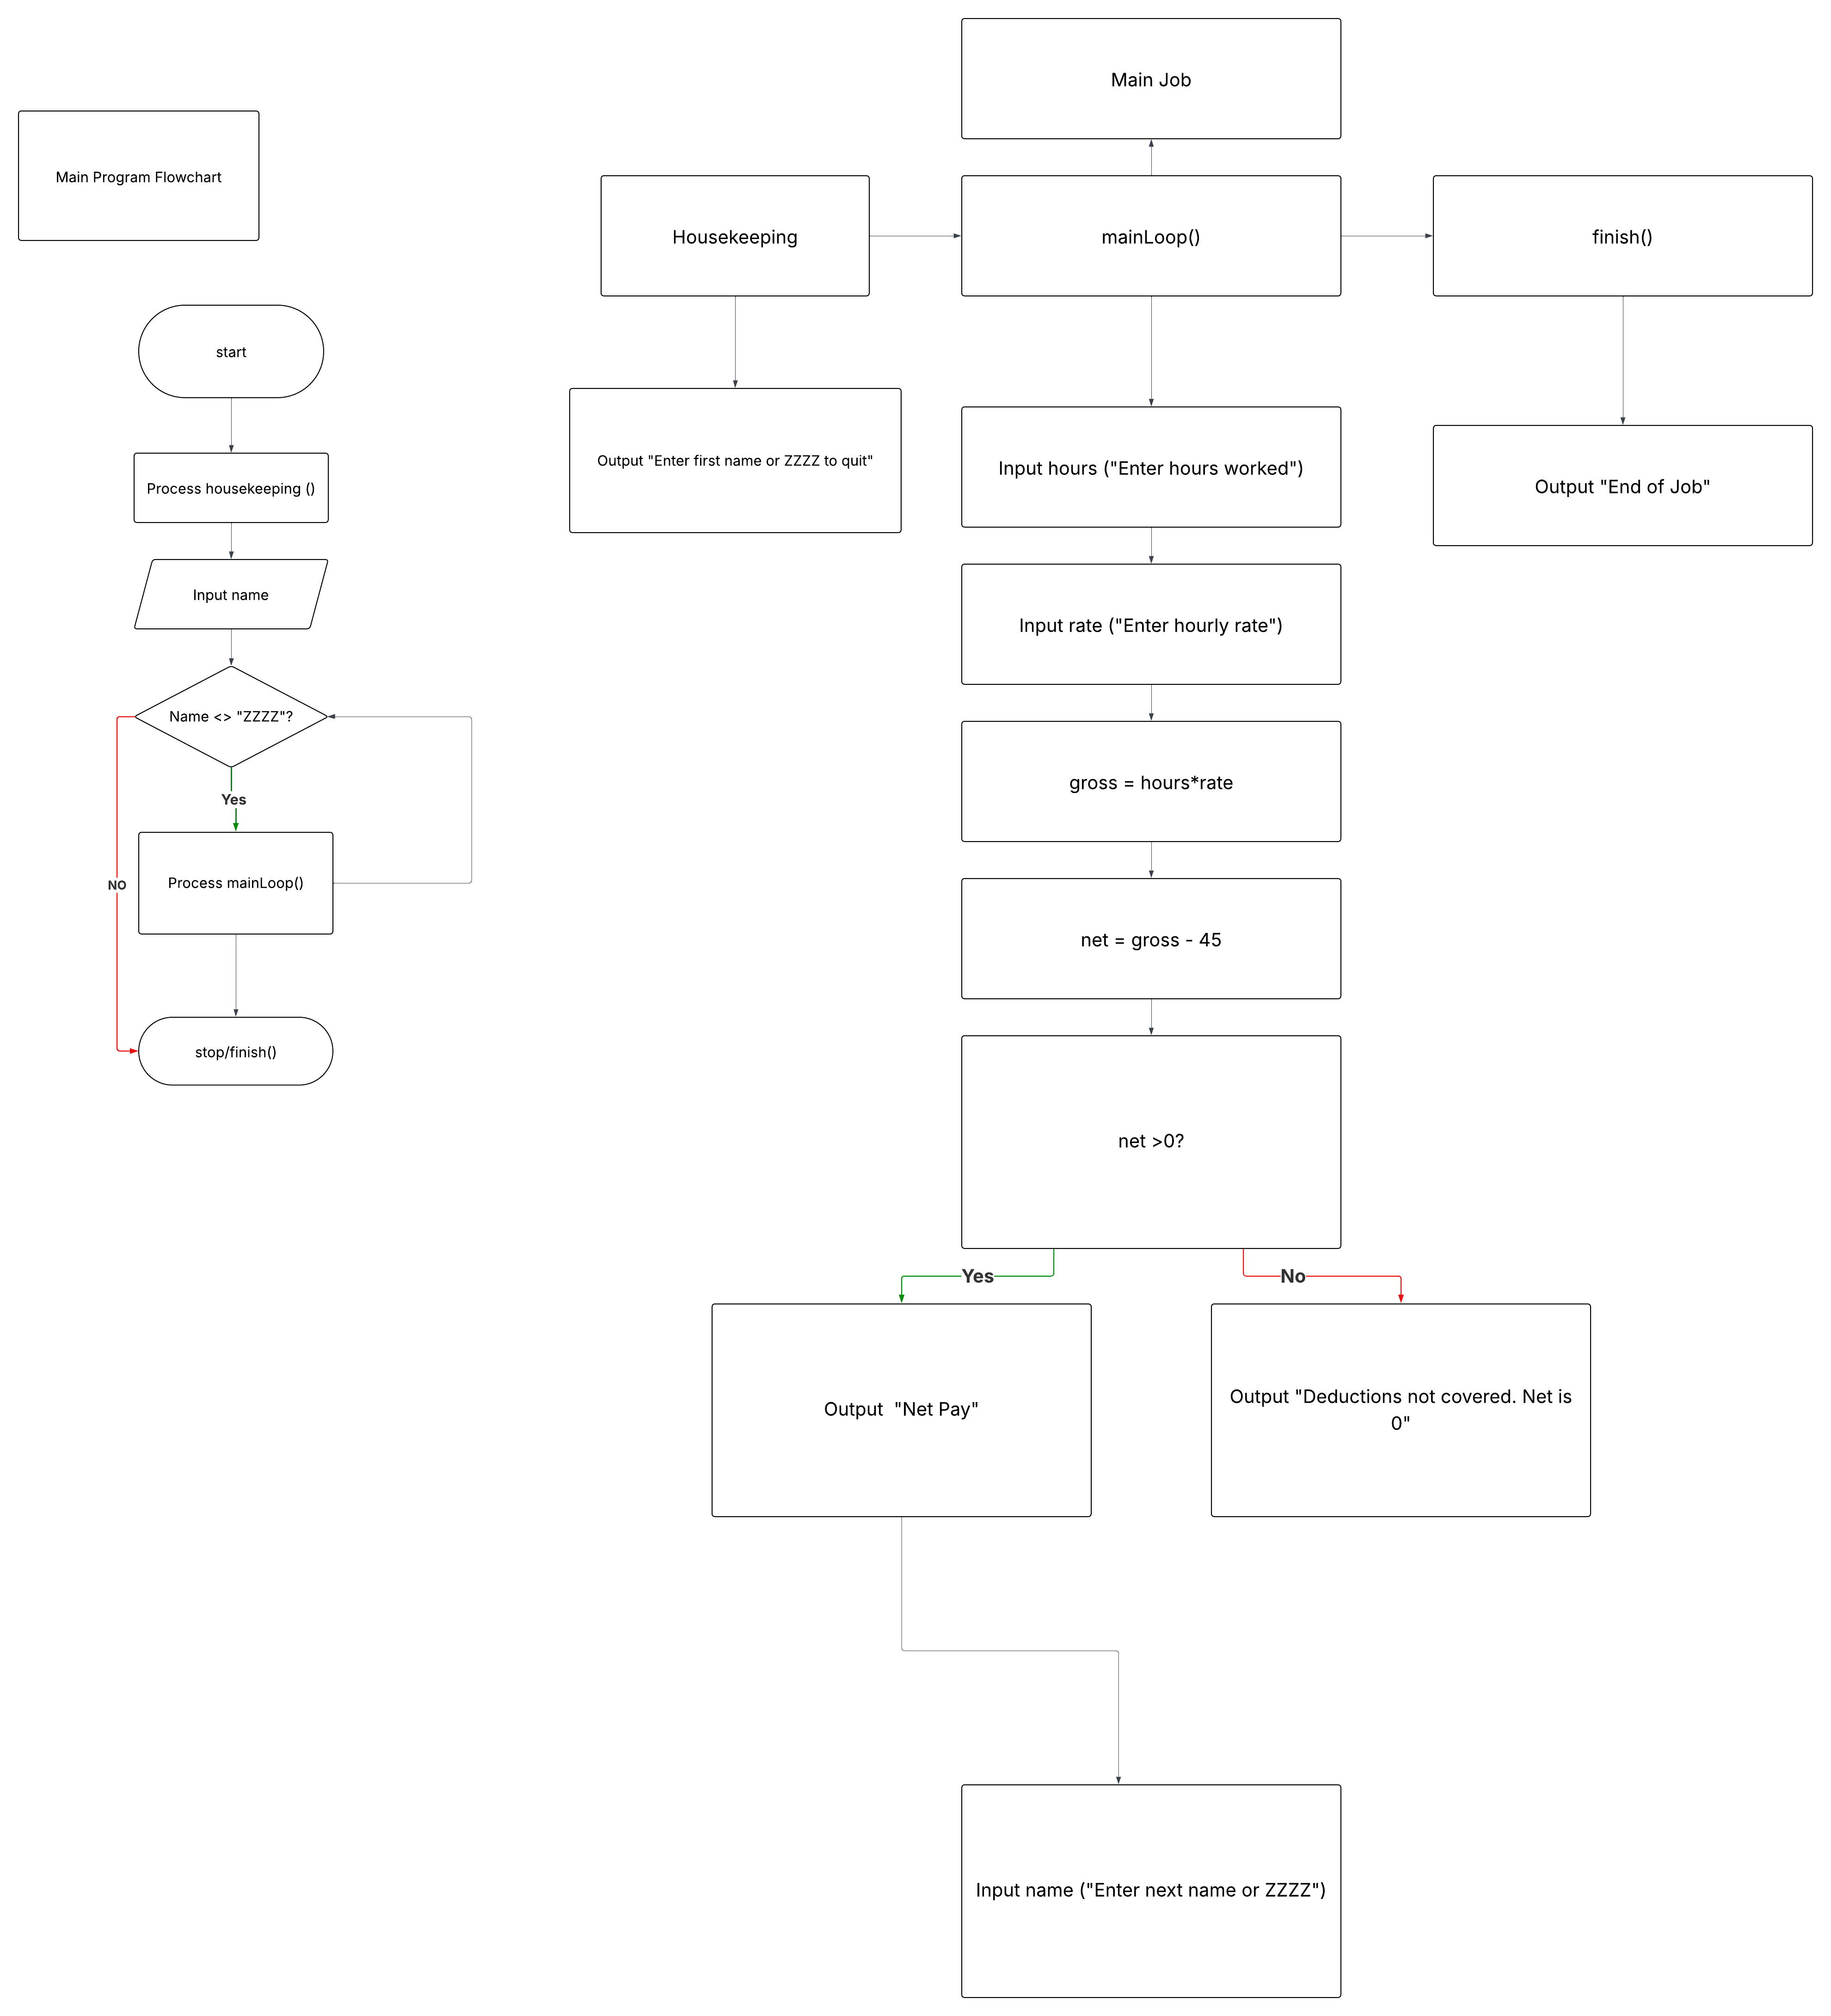 Main Program Flowchart
start
Process housekeeping ()
Input name
Name <> "ZZZZ"?
Yes
NO
Process mainLoop()
stop/finish()
Main Job
Housekeeping
mainLoop()
finish()
Output "Enter first name or ZZZZ to quit"
Input hours ("Enter hours worked")
Output "End of Job"
Input rate ("Enter hourly rate")
gross = hours*rate
net = gross - 45
net >0?
Yes
No
Output  "Net Pay"
Output "Deductions not covered. Net is
0"
Input name ("Enter next name or ZZZZ")